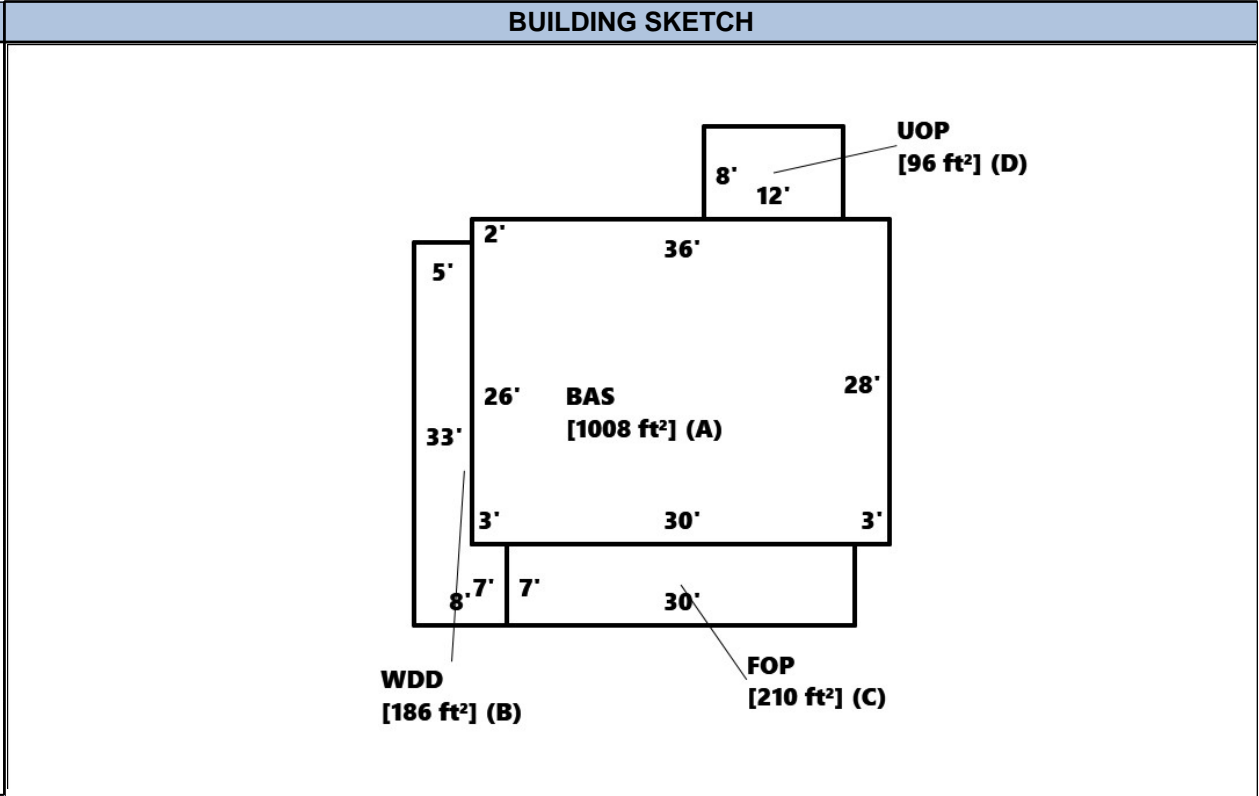 BUILDING SKETCH
UOP
[96 ft²] (D)
8'
12'
2'
36'
5'
26'
BAS
[1008 ft²] (A)
28'
33'
3'
30'
3'
7'
7'
8'
30'
WDD
[186 ft²] (B)
FOP
[210 ft²] (C)